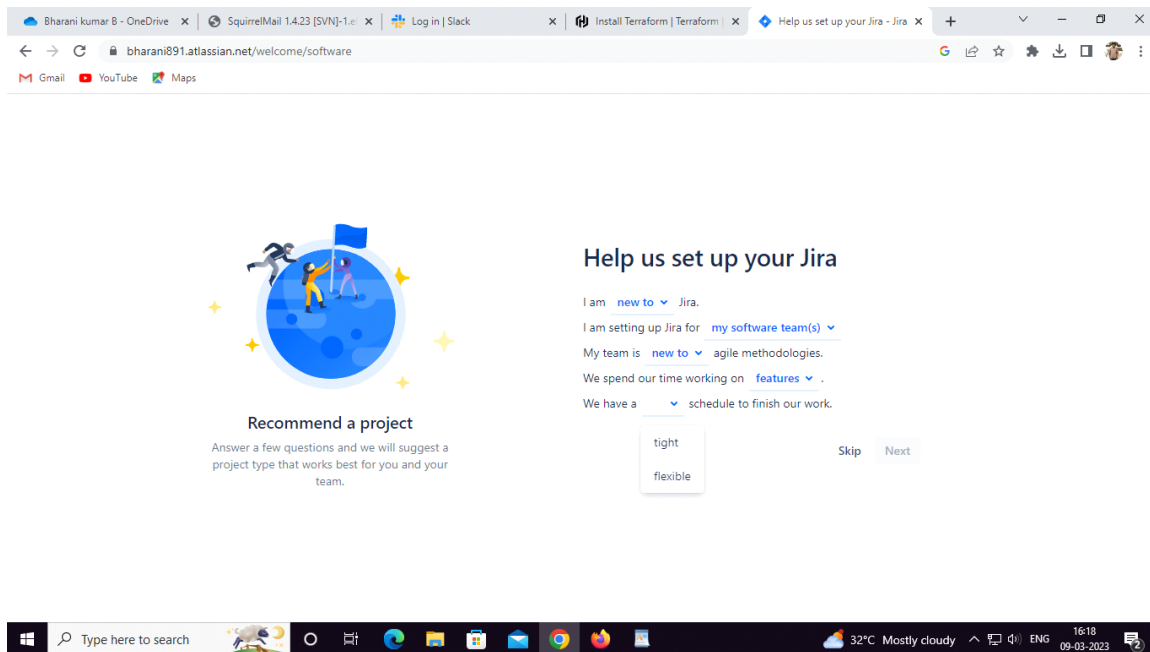 Bharani kumar B - OneDrive
SquirrelMail 1.4.23 [SVN]-1.el
Log in | Slack
Install Terraform | Terraform |
Help us set up your Jira - Jira
bharani891.atlassian.net/welcome/software
Gmail YouTube Maps
Help us set up your Jira
I am new to Jira.
I am setting up Jira for my software team(s)
My team is new to agile methodologies.
We spend our time working on features .
We have a schedule to finish our work.
tight
flexible
Skip Next
Recommend a project
Answer a few questions and we will suggest a
project type that works best for you and your
team.
Type here to search
32°C Mostly cloudy
ENG
16:18
09-03-2023
2